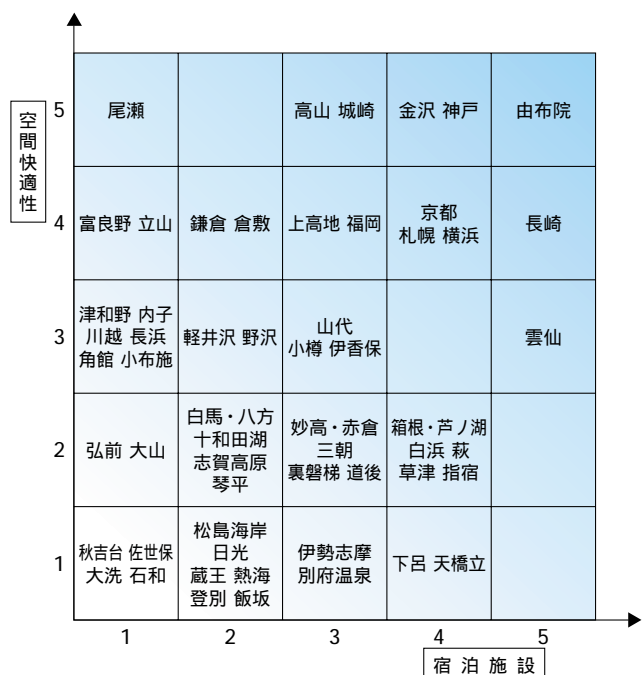 空間快適性
5
尾瀬
高山 城崎
金沢 神戸
由布院
4
富良野 立山
鎌倉 倉敷
上高地 福岡
京都
札幌 横浜
長崎
3
津和野 内子
川越 長浜
角館 小布施
軽井沢 野沢
山代
小樽 伊香保
雲仙
2
弘前 大山
白馬・八方
十和田湖
志賀高原
琴平
妙高・赤倉
三朝
裏磐梯 道後
箱根・芦ノ湖
白浜 萩
草津 指宿
1
秋吉台 佐世保
大洗 石和
松島海岸
日光
蔵王 熱海
登別 飯坂
伊勢志摩
別府温泉
下呂 天橋立
1 2 3 4 5
宿泊施設